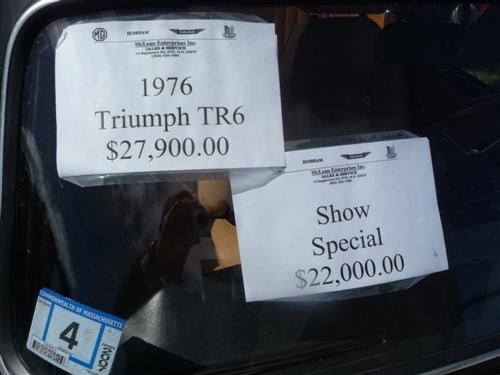 MG SUNBEAM
McLean Enterprises Inc.
SALES & SERVICE
1976
Triumph TR6
$27,900.00
SUNBEAM
McLean Enterprises Inc.
SALES & SERVICE
Show
Special
$22,000.00
COMMONWEALTH OF MASSACHUSETTS
4